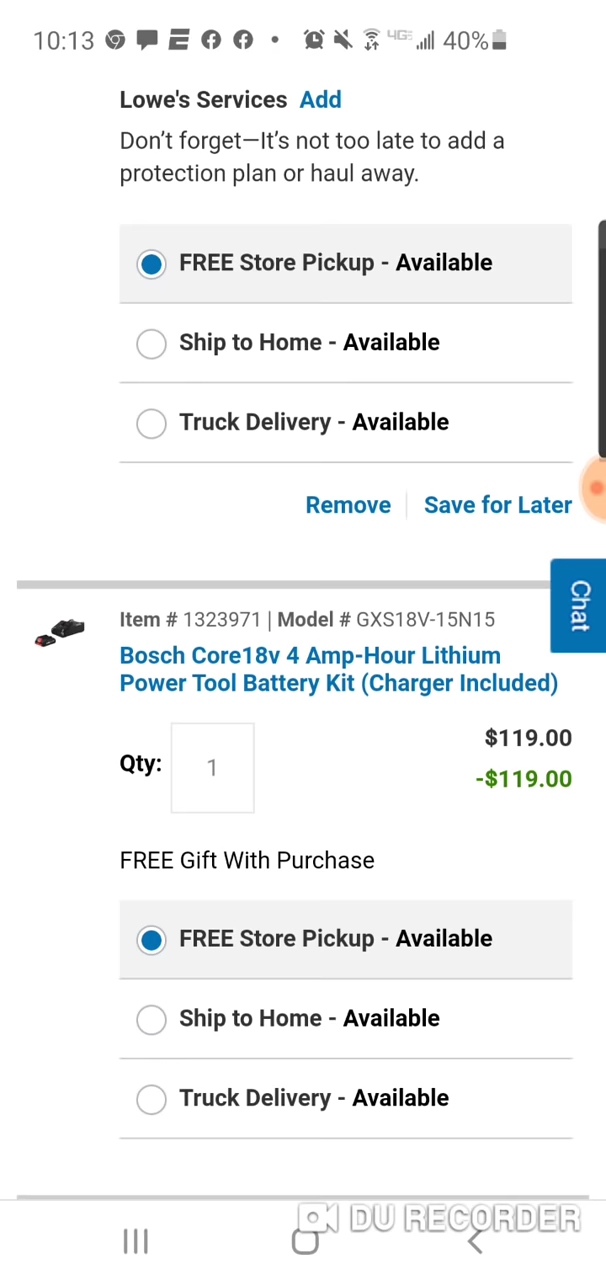 10:13 4GE 40%
Lowe's Services Add
Don't forget—It's not too late to add a
protection plan or haul away.
FREE Store Pickup - Available
Ship to Home - Available
Truck Delivery - Available
Remove Save for Later
Chat
Item # 1323971 | Model # GXS18V-15N15
Bosch Core18v 4 Amp-Hour Lithium
Power Tool Battery Kit (Charger Included)
$119.00
Qty: 1
-$119.00
FREE Gift With Purchase
FREE Store Pickup - Available
Ship to Home - Available
Truck Delivery - Available
DU RECORDER